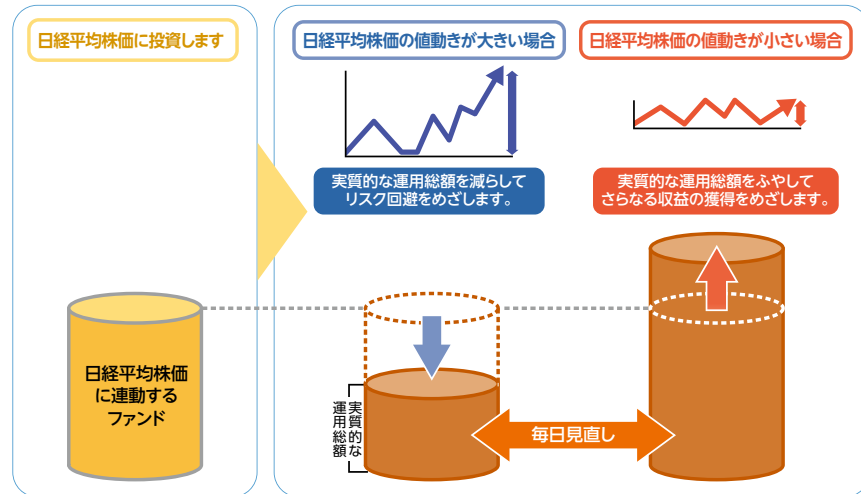 日経平均株価に投資します
日経平均株価の値動きが大きい場合
日経平均株価の値動きが小さい場合
実質的な運用総額を減らして
リスク回避をめざします。
実質的な運用総額をふやして
さらなる収益の獲得をめざします。
日経平均株価
に連動する
ファンド
実質的な
運用総額
毎日見直し